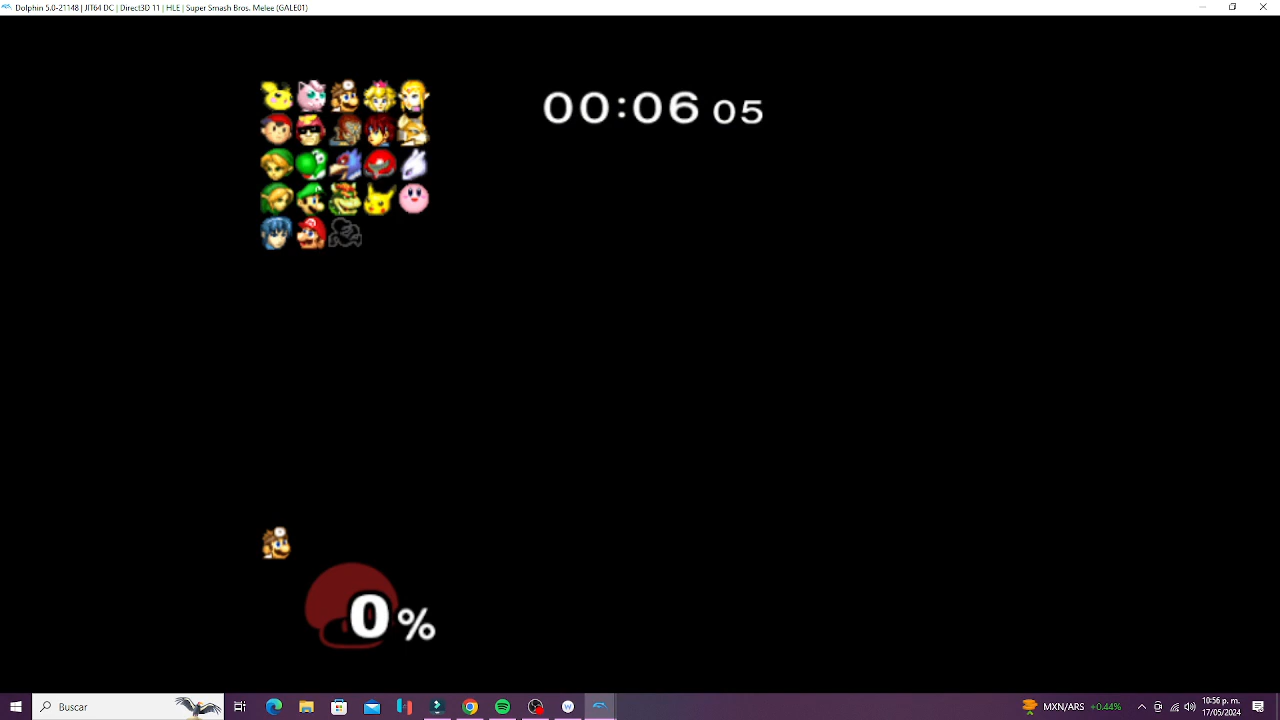 Dolphin 5.0-21148 | JIT64 DC | Direct3D 11 | HLE | Super Smash Bros. Melee (GALE01)
00:06 05
0%
Buscar
MXN/ARS +0.44%
10:56 p. m.
17/05/2024